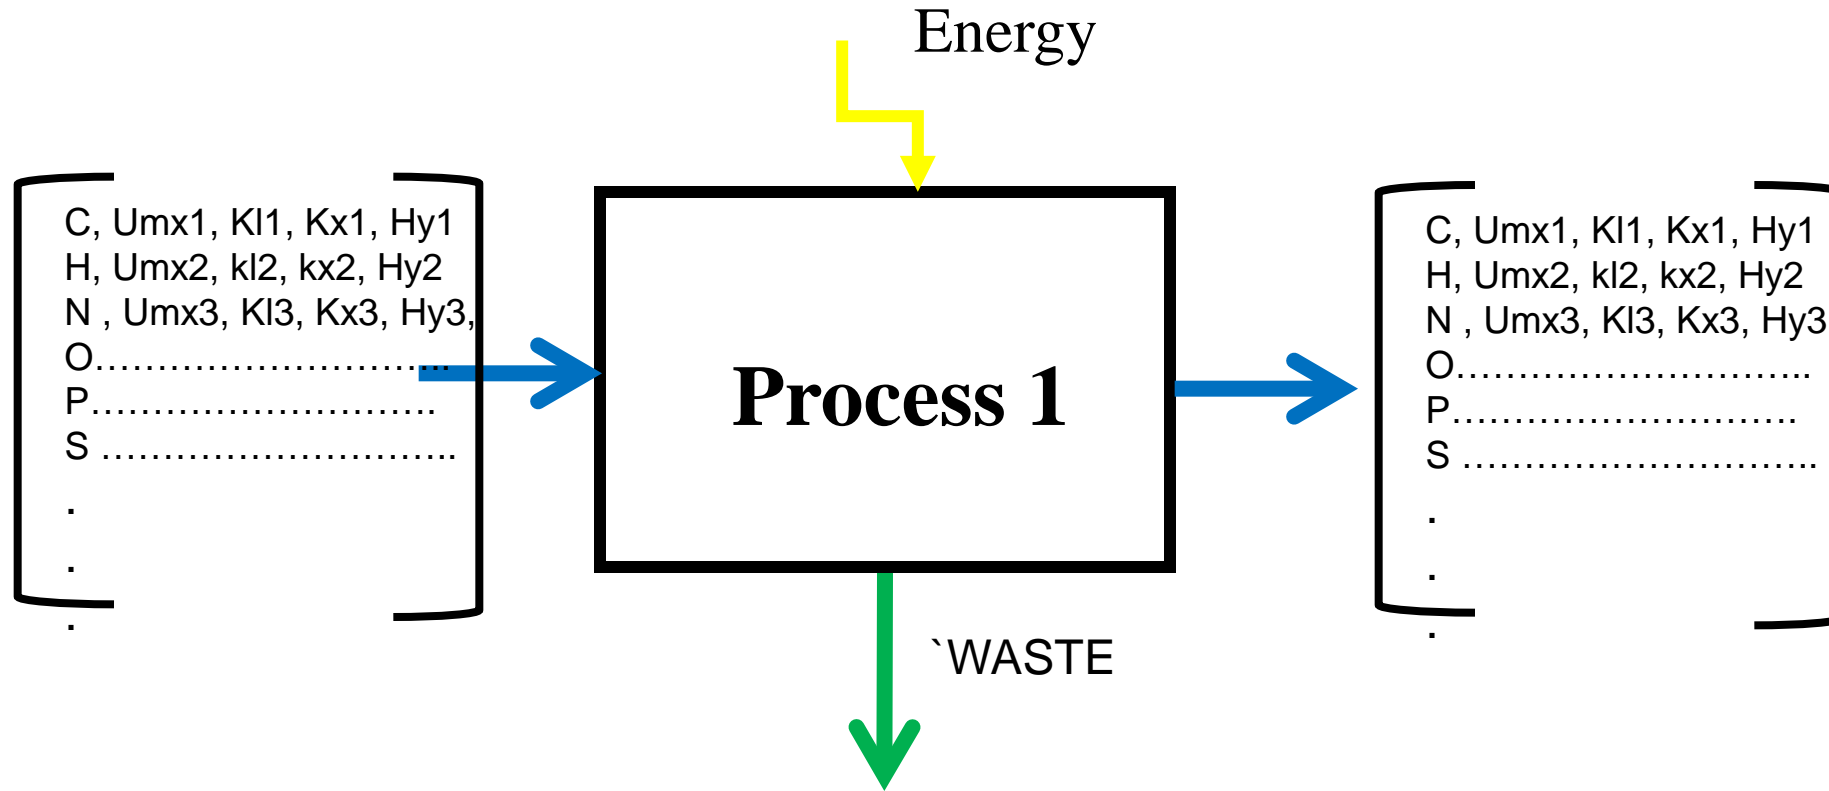 Energy
C, Umx1, Kl1, Kx1, Hy1
H, Umx2, kl2, kx2, Hy2
N , Umx3, Kl3, Kx3, Hy3,
O………………………..
P……………………….
S ………………………..
.
.
.
Process 1
C, Umx1, Kl1, Kx1, Hy1
H, Umx2, kl2, kx2, Hy2
N , Umx3, Kl3, Kx3, Hy3
O………………………..
P……………………….
S ………………………..
.
.
.
`WASTE